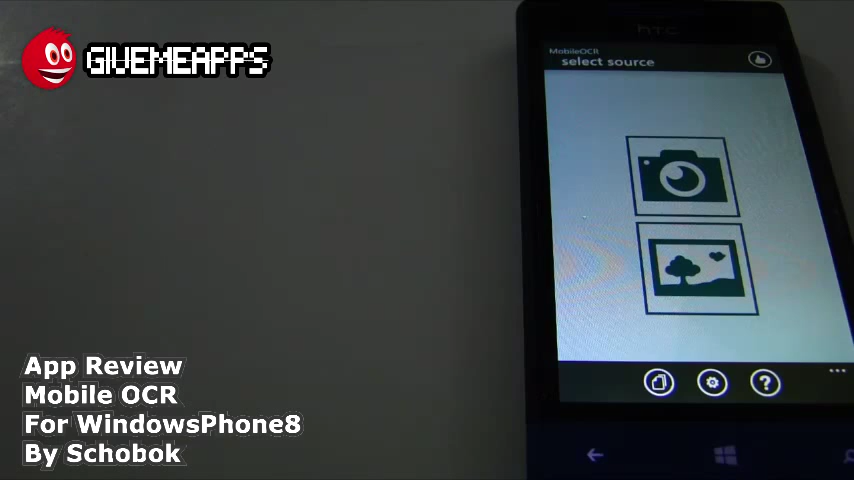 GIVEMEAPPS
hTC
MobileOCR
select source
?
App Review
Mobile OCR
For WindowsPhone8
By Schobok